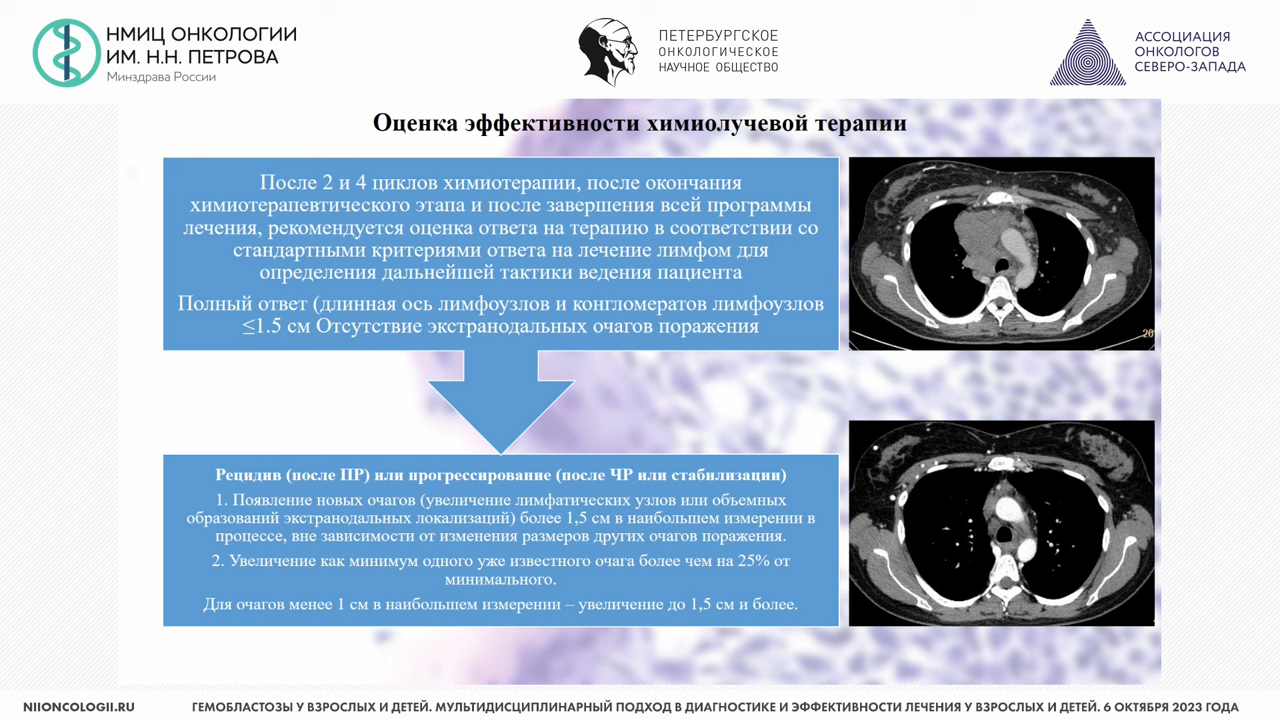 НМИЦ ОНКОЛОГИИ
ИМ. Н.Н. ПЕТРОВА
Минздрава России
ПЕТЕРБУРГСКОЕ
ОНКОЛОГИЧЕСКОЕ
НАУЧНОЕ ОБЩЕСТВО
АССОЦИАЦИЯ
ОНКОЛОГОВ
СЕВЕРО-ЗАПАДА
Оценка эффективности химиолучевой терапии
После 2 и 4 циклов химиотерапии, после окончания
химиотерапевтического этапа и после завершения всей программы
лечения, рекомендуется оценка ответа на терапию в соответствии со
стандартными критериями ответа на лечение лимфом для
определения дальнейшей тактики ведения пациента
Полный ответ (длинная ось лимфоузлов и конгломератов лимфоузлов
≤1.5 см Отсутствие экстранодальных очагов поражения
20
Рецидив (после ПР) или прогрессирование (после ЧР или стабилизации)
1. Появление новых очагов (увеличение лимфатических узлов или объемных
образований экстранодальных локализаций) более 1,5 см в наибольшем измерении в
процессе, вне зависимости от изменения размеров других очагов поражения.
2. Увеличение как минимум одного уже известного очага более чем на 25% от
минимального.
Для очагов менее 1 см в наибольшем измерении – увеличение до 1,5 см и более.
NIIONCOLOGII.RU
ГЕМОБЛАСТОЗЫ У ВЗРОСЛЫХ И ДЕТЕЙ. МУЛЬТИДИСЦИПЛИНАРНЫЙ ПОДХОД В ДИАГНОСТИКЕ И ЭФФЕКТИВНОСТИ ЛЕЧЕНИЯ У ВЗРОСЛЫХ И ДЕТЕЙ. 6 ОКТЯБРЯ 2023 ГОДА